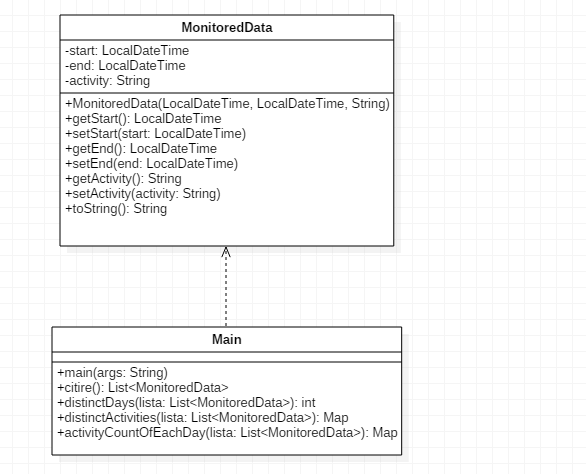 MonitoredData
-start: LocalDateTime
-end: LocalDateTime
-activity: String
+MonitoredData(LocalDateTime, LocalDateTime, String)
+getStart(): LocalDateTime
+setStart(start: LocalDateTime)
+getEnd(): LocalDateTime
+setEnd(end: LocalDateTime)
+getActivity(): String
+setActivity(activity: String)
+toString(): String
Main
+main(args: String)
+citire(): List<MonitoredData>
+distinctDays(lista: List<MonitoredData>): int
+distinctActivities(lista: List<MonitoredData>): Map
+activityCountOfEachDay(lista: List<MonitoredData>): Map